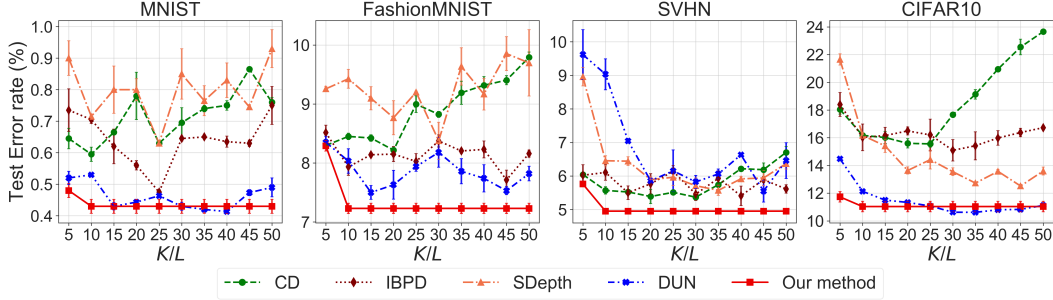 MNIST
FashionMNIST
SVHN
CIFAR10
Test Error rate (%)
1.0
0.9
0.8
0.7
0.6
0.5
0.4
5 10 15 20 25 30 35 40 45 50
K/L
10
9
8
7
5 10 15 20 25 30 35 40 45 50
K/L
10
9
8
7
6
5
5 10 15 20 25 30 35 40 45 50
K/L
24
22
20
18
16
14
12
10
5 10 15 20 25 30 35 40 45 50
K/L
CD IBPD SDepth DUN Our method